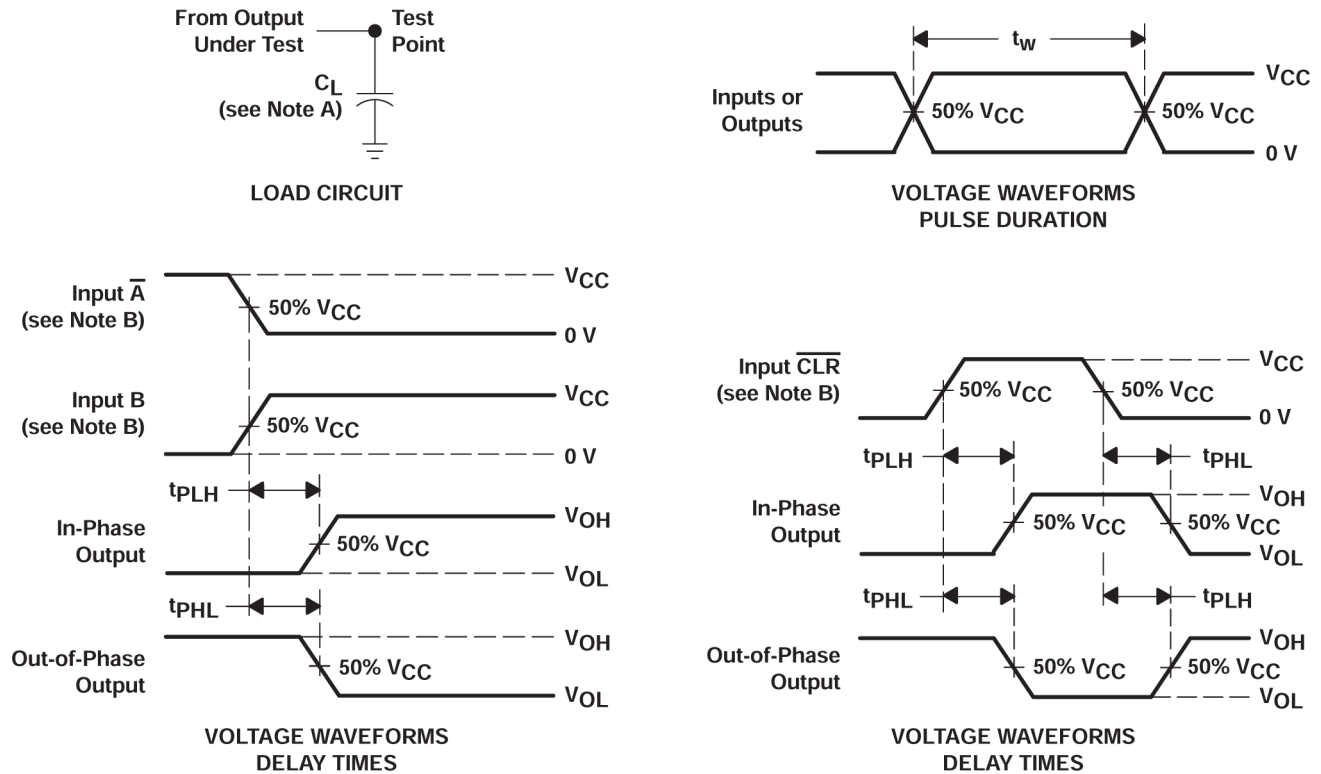 From Output
Under Test
Test
Point
CL
(see Note A)
LOAD CIRCUIT
tw
Inputs or
Outputs
50% VCC
50% VCC
VCC
0 V
VOLTAGE WAVEFORMS
PULSE DURATION
Input A̅
(see Note B)
50% VCC
VCC
0 V
Input B
(see Note B)
50% VCC
VCC
0 V
tPLH
In-Phase
Output
50% VCC
VOH
VOL
tPHL
Out-of-Phase
Output
50% VCC
VOH
VOL
VOLTAGE WAVEFORMS
DELAY TIMES
Input C̅L̅R̅
(see Note B)
50% VCC
50% VCC
VCC
0 V
tPLH
tPHL
In-Phase
Output
50% VCC
50% VCC
VOH
VOL
tPHL
tPLH
Out-of-Phase
Output
50% VCC
50% VCC
VOH
VOL
VOLTAGE WAVEFORMS
DELAY TIMES